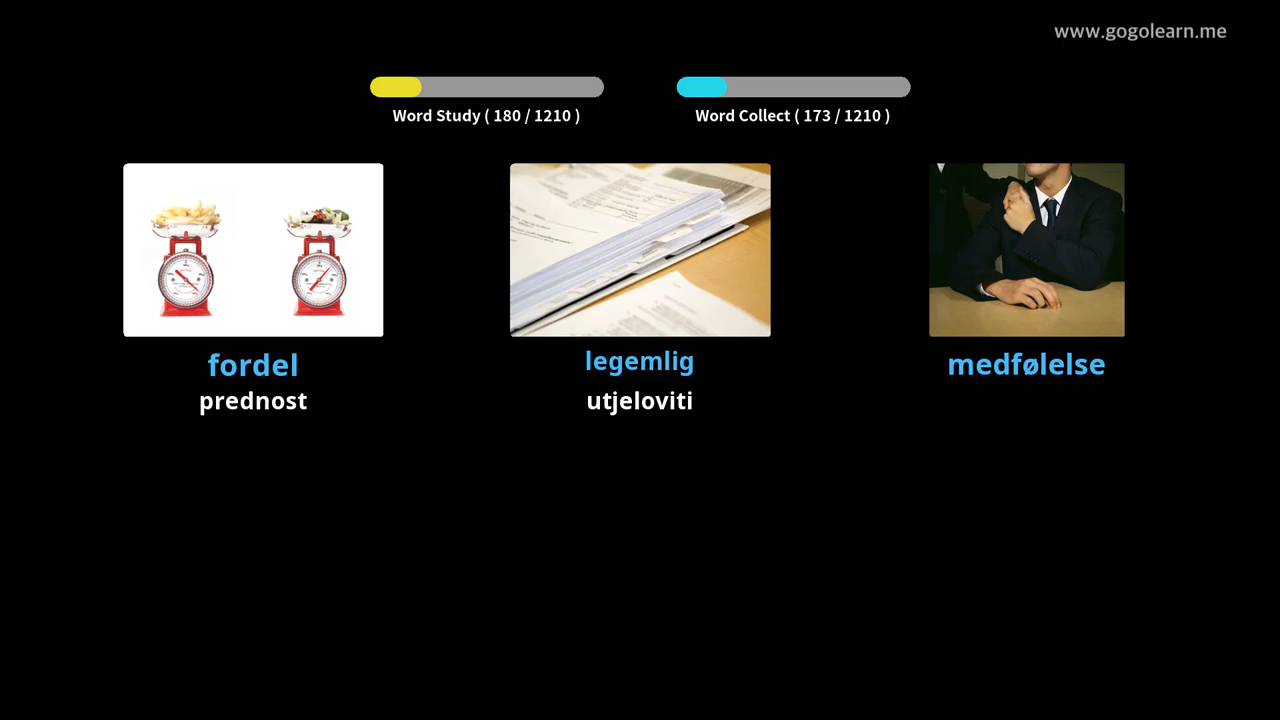 www.gogolearn.me
Word Study ( 180 / 1210 )
Word Collect ( 173 / 1210 )
fordel
legemlig
medfølelse
prednost
utjeloviti